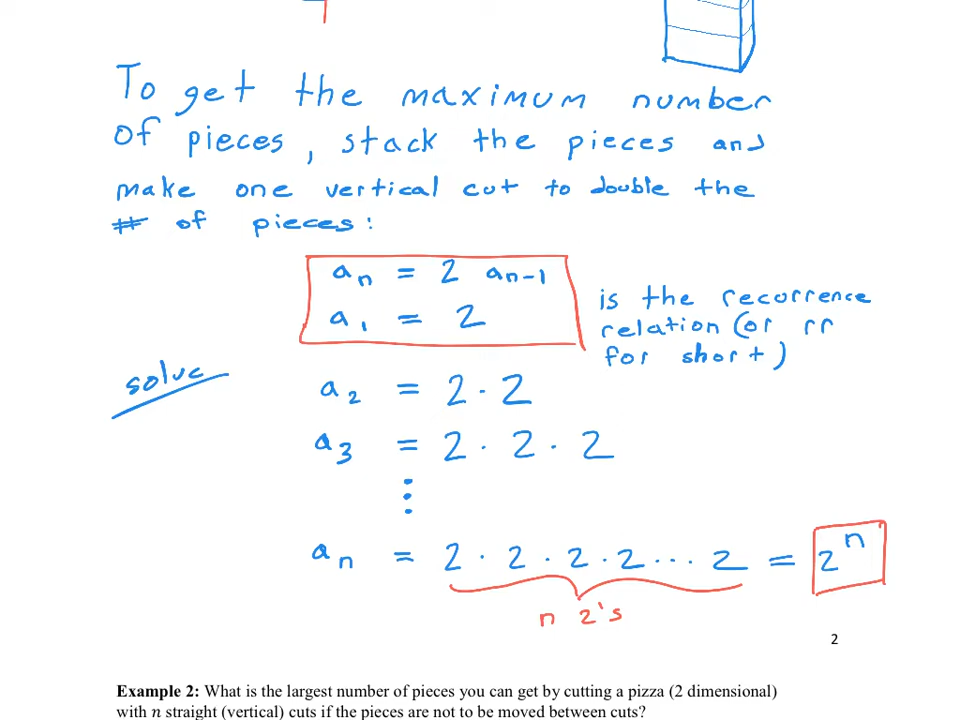 To get the maximum number
of pieces, stack the pieces and
make one vertical cut to double the
# of pieces:
aₙ = 2 aₙ₋₁
a₁ = 2
is the recurrence
relation (or rr
for short)
solve
a₂ = 2 · 2
a₃ = 2 · 2 · 2
⋮
aₙ = 2 · 2 · 2 · 2 ··· 2 = 2ⁿ
n 2's
2
Example 2: What is the largest number of pieces you can get by cutting a pizza (2 dimensional)
with n straight (vertical) cuts if the pieces are not to be moved between cuts?